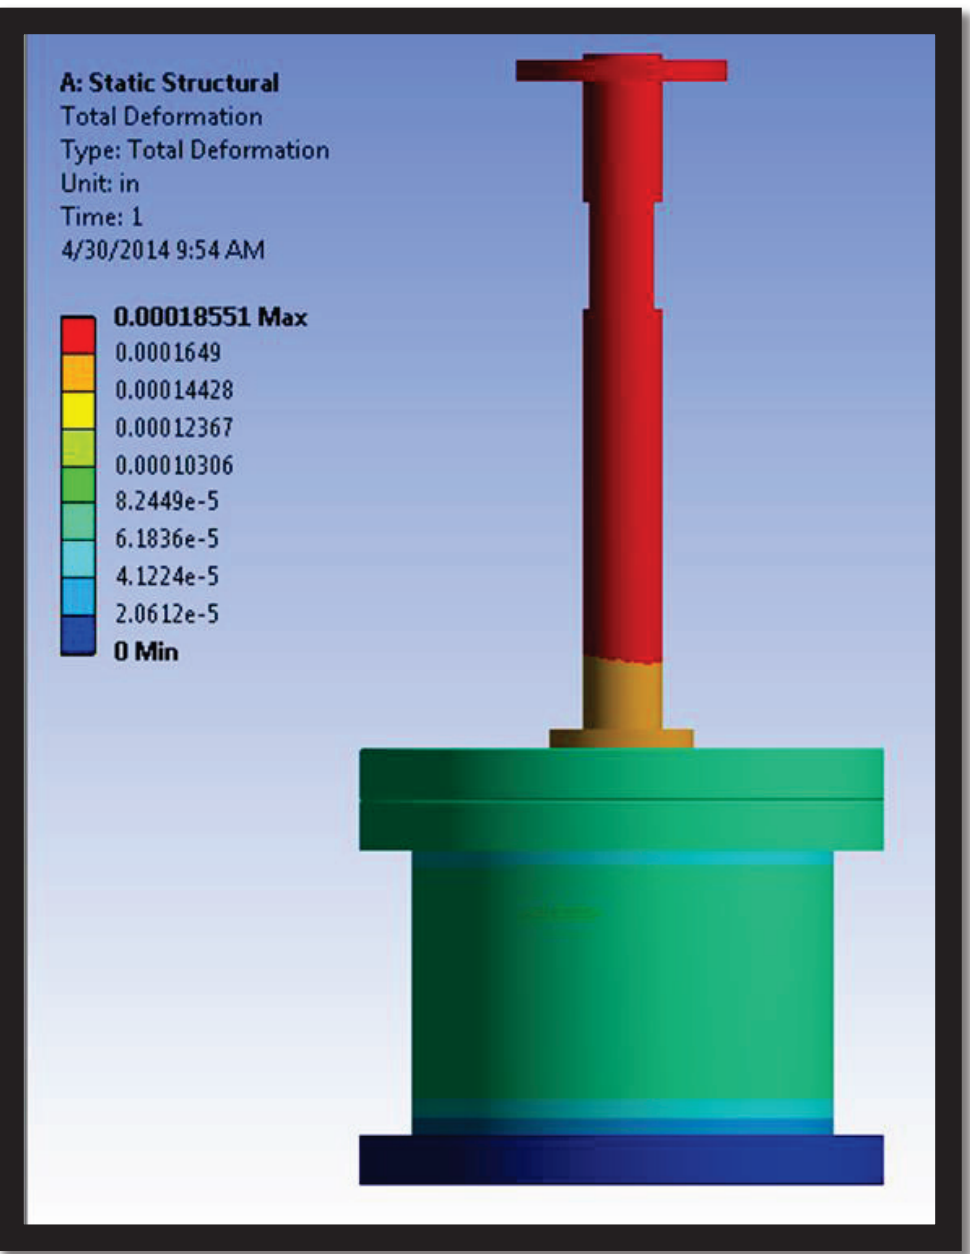 A: Static Structural
Total Deformation
Type: Total Deformation
Unit: in
Time: 1
4/30/2014 9:54 AM
0.00018551 Max
0.0001649
0.00014428
0.00012367
0.00010306
8.2449e-5
6.1836e-5
4.1224e-5
2.0612e-5
0 Min